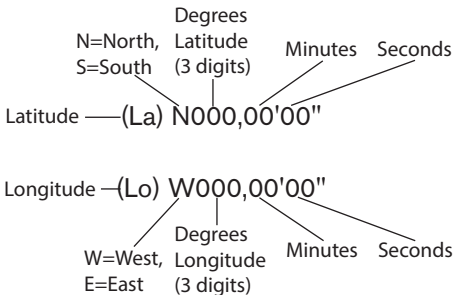 Degrees
N=North, Latitude Minutes Seconds
S=South (3 digits)
Latitude (La) N000,00'00"
Longitude (Lo) W000,00'00"
Degrees
W=West, Longitude Minutes Seconds
E=East (3 digits)